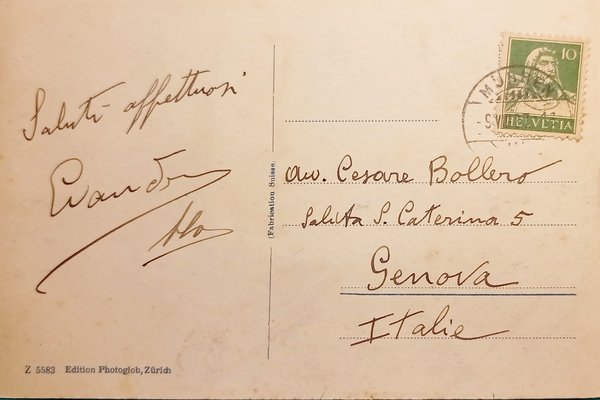 Saluti affettuosi
10
HELVETIA
(Fabrication Suisse.)
Avv. Cesare Bollero
Salita S. Caterina 5
Genova
Italie
Z 5583 Edition Photoglob, Zürich